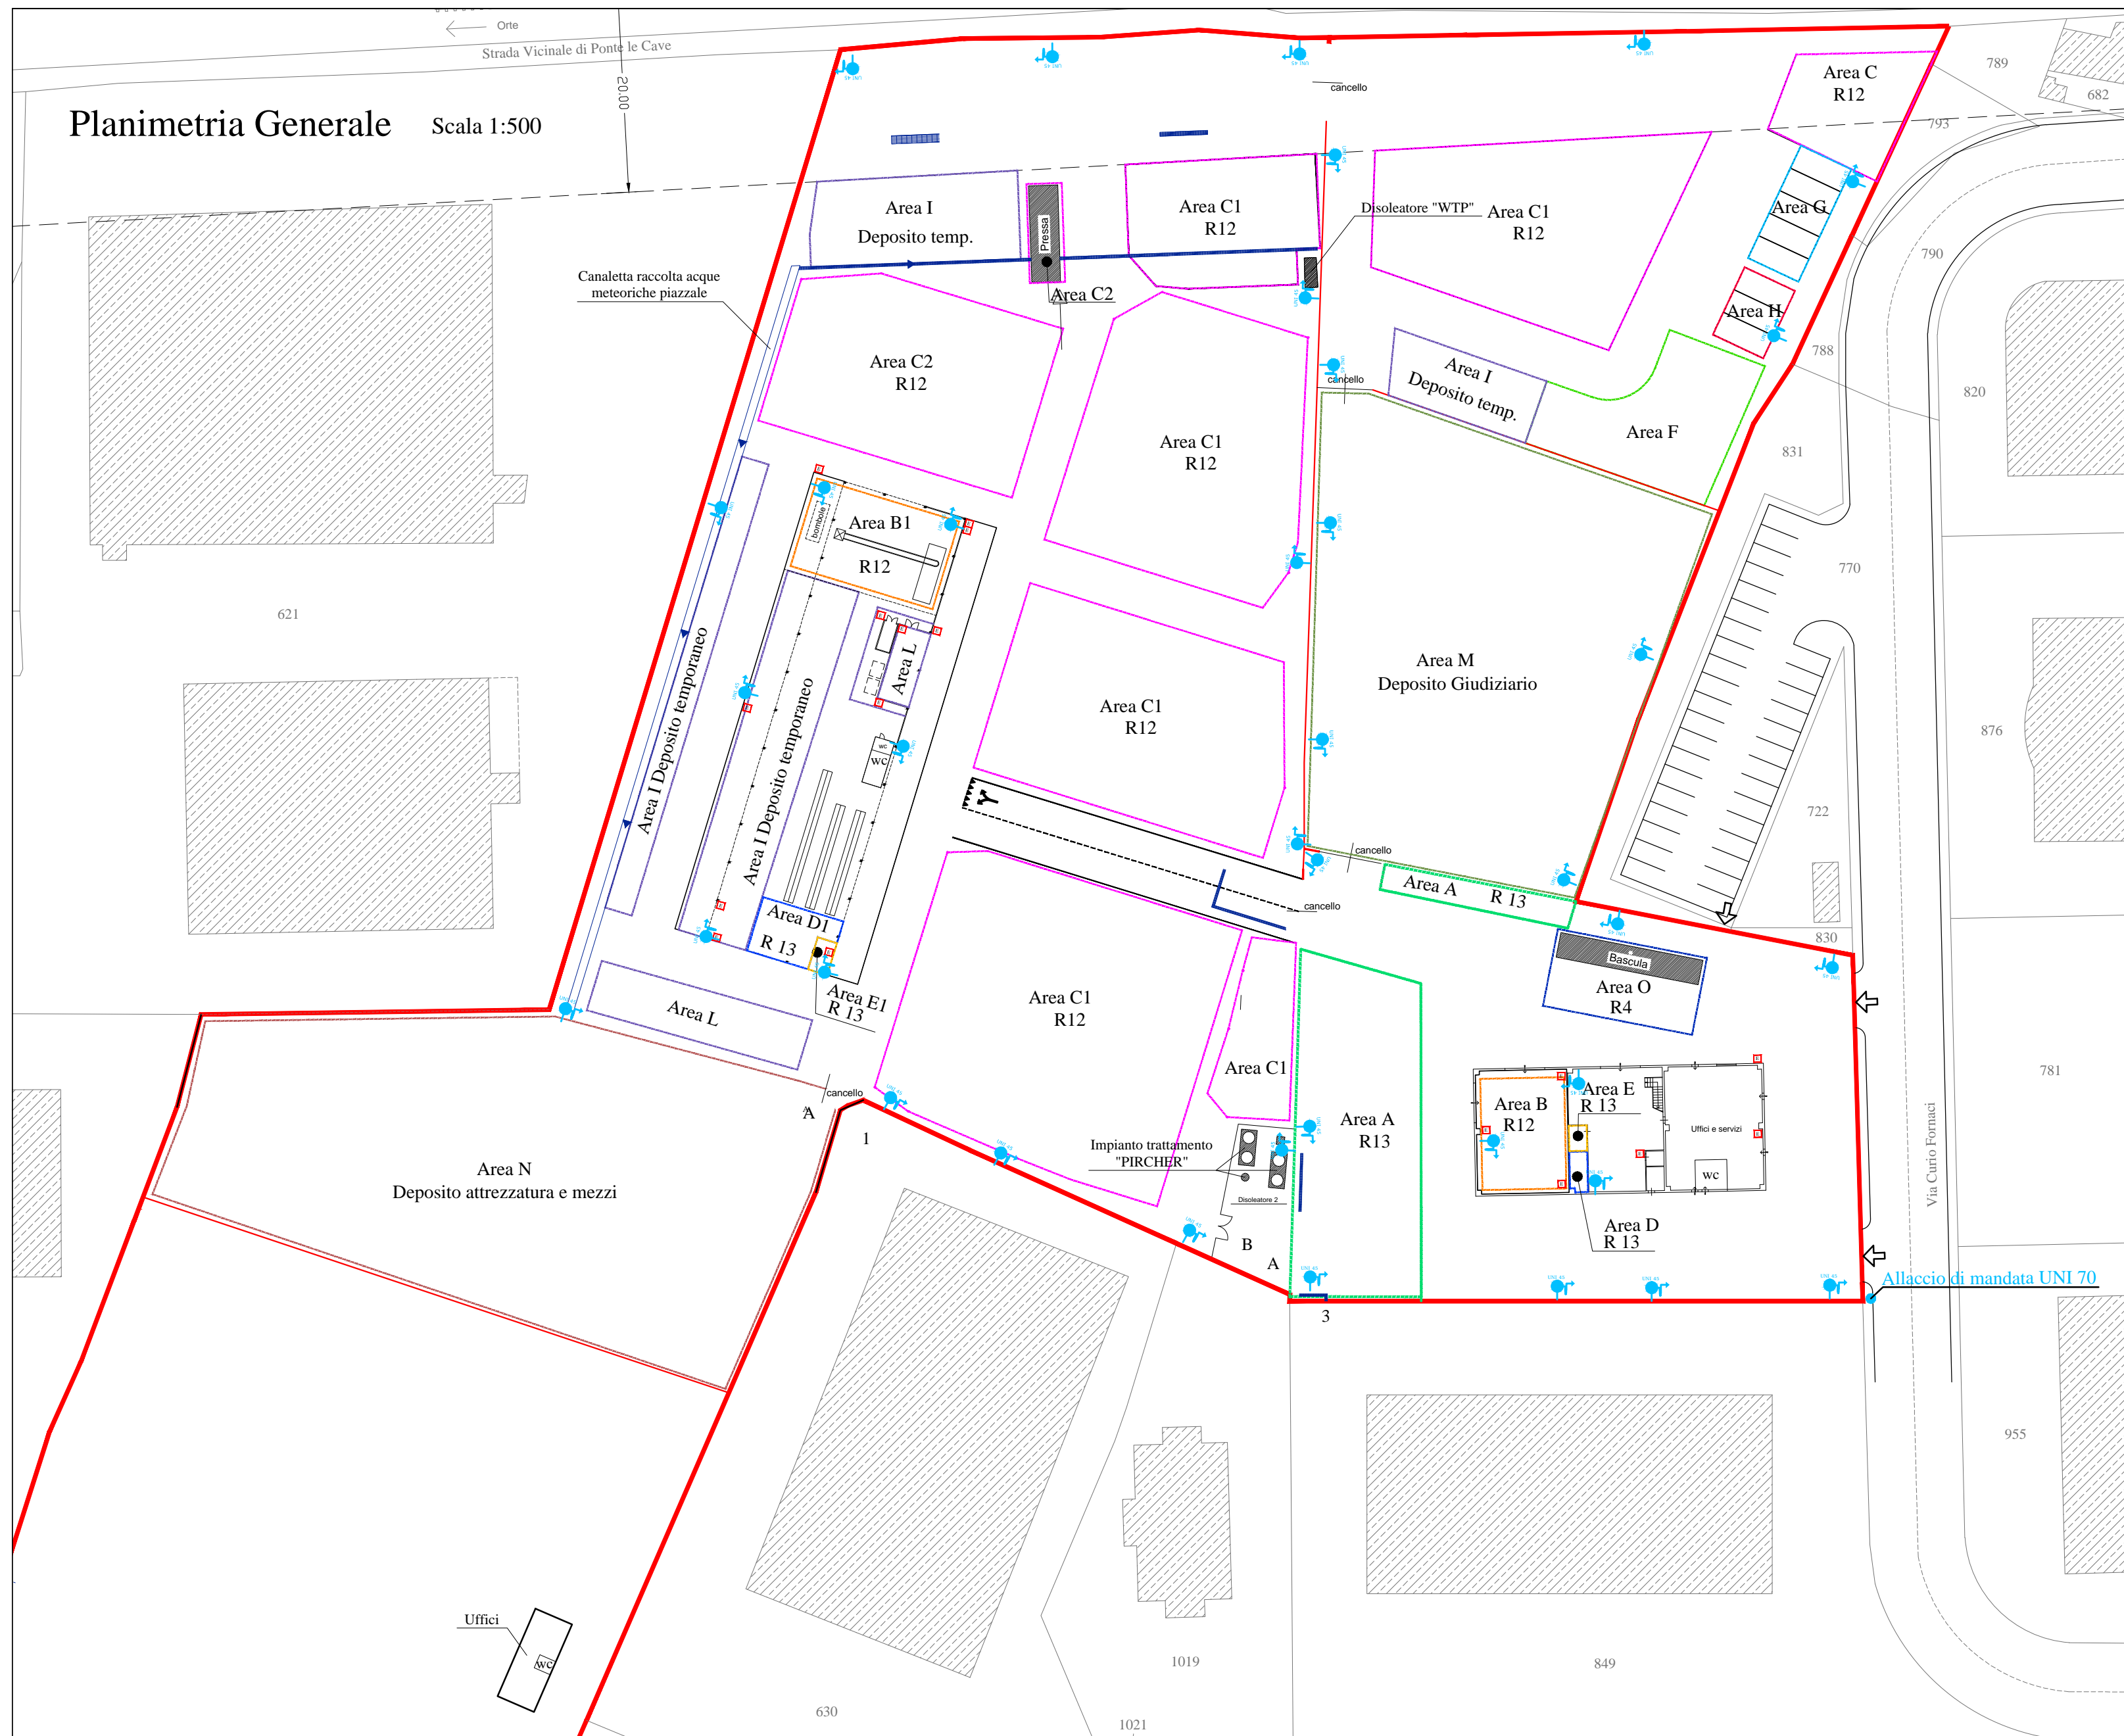 Orte
Strada Vicinale di Ponte le Cave
20.00
Planimetria Generale
Scala 1:500
cancello
Area C
R12
789
682
793
Area I
Deposito temp.
Pressa
Area C1
R12
Disoleatore "WTP"
Area C1
R12
Area G
790
Canaletta raccolta acque
meteoriche piazzale
Area C2
Area H
788
Area C2
R12
cancello
Area I
Deposito temp.
820
Area C1
R12
Area F
831
bombole
Area B1
R12
770
621
Area L
Area M
Deposito Giudiziario
Area I Deposito temporaneo
Area I Deposito temporaneo
Area C1
R12
wc
WC
876
722
cancello
Area A
R 13
cancello
Area D1
R 13
830
Bascula
Area O
R4
Area E1
R 13
Area L
Area C1
R12
Area C1
781
cancello
A
A
1
Area E
R 13
Area B
R12
Uffici e servizi
Area A
R13
Via Curio Fornaci
Impianto trattamento
"PIRCHER"
WC
Area N
Deposito attrezzatura e mezzi
Disoleatore 2
Area D
R 13
B
A
Allaccio di mandata UNI 70
3
955
Uffici
WC
1019
849
630
1021
UNI 45